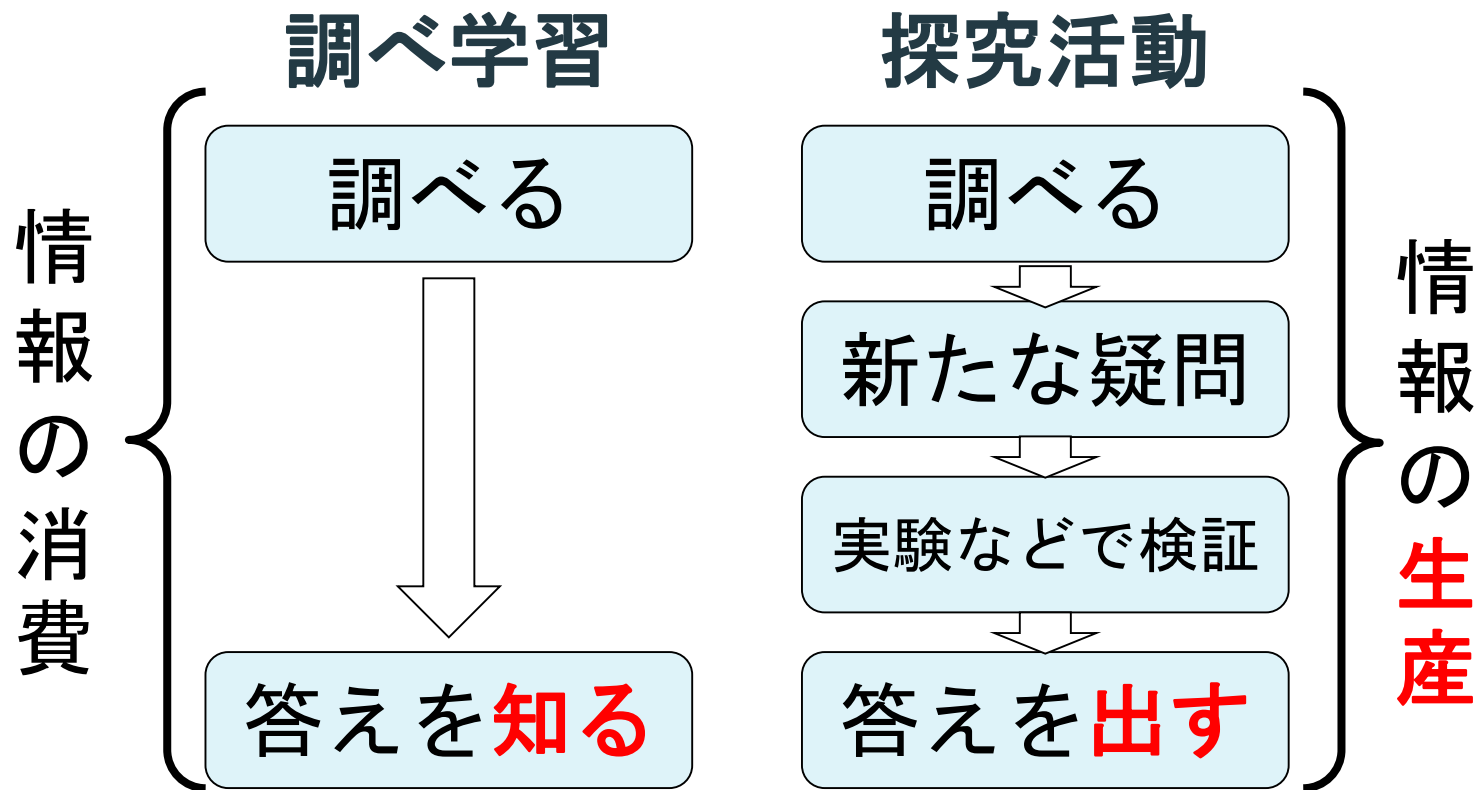 調べ学習
調べる
答えを知る
情報の消費
探究活動
調べる
新たな疑問
実験などで検証
答えを出す
情報の生産